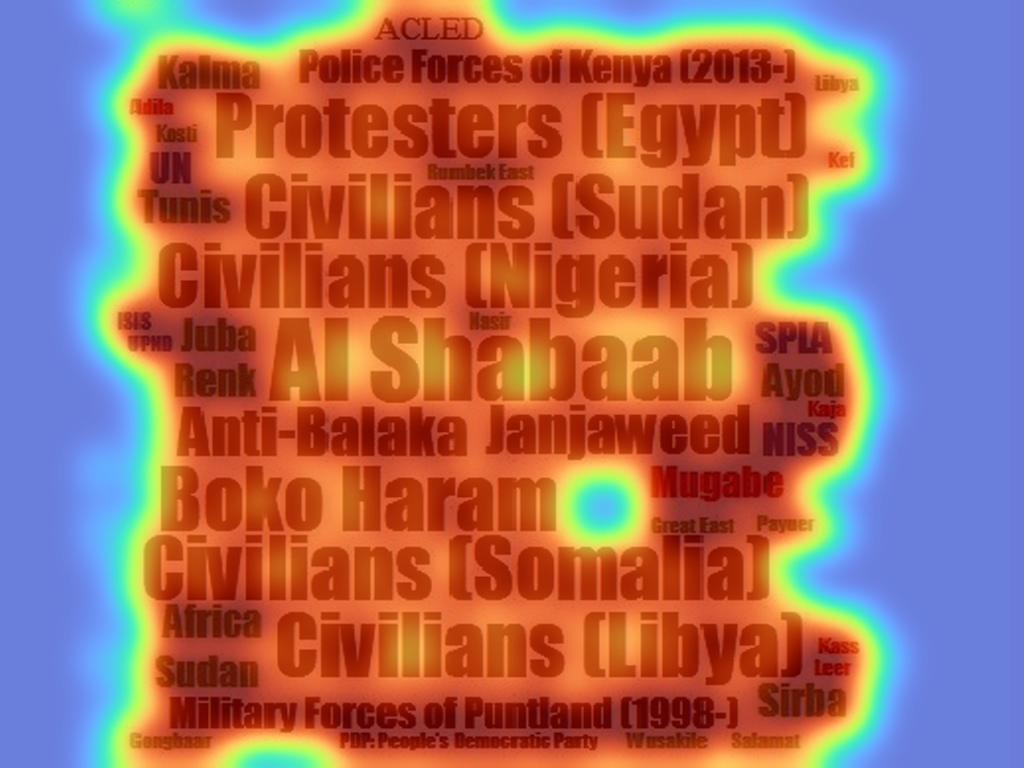 ACLED
Kalma Police Forces of Kenya (2013-) Libya
Adila Protesters (Egypt)
Kosti
UN Rumbek East Kef
Tunis Civilians (Sudan)
Civilians (Nigeria)
ISIS Juba Nasir SPLA
UPND Al Shabaab
Renk Ayod
Kaja
Anti-Balaka Janjaweed NISS
Boko Haram Mugabe
Great East Payuer
Civilians (Somalia)
Africa Civilians (Libya) Kass
Sudan Leer
Military Forces of Puntland (1998-) Sirba
Gongbaar PDP: People's Democratic Party Wusakile Salamat